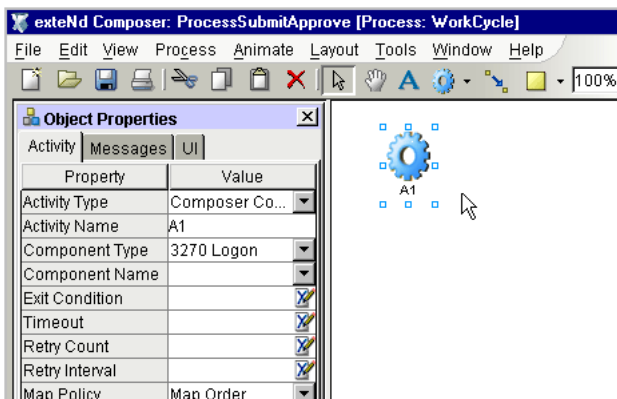 exteNd Composer: ProcessSubmitApprove [Process: WorkCycle]
File Edit View Process Animate Layout Tools Window Help
A 100%
Object Properties
Activity Messages UI
Property Value
Activity Type Composer Co...
Activity Name A1
Component Type 3270 Logon
Component Name
Exit Condition
Timeout
Retry Count
Retry Interval
Map Policy Map Order
A1